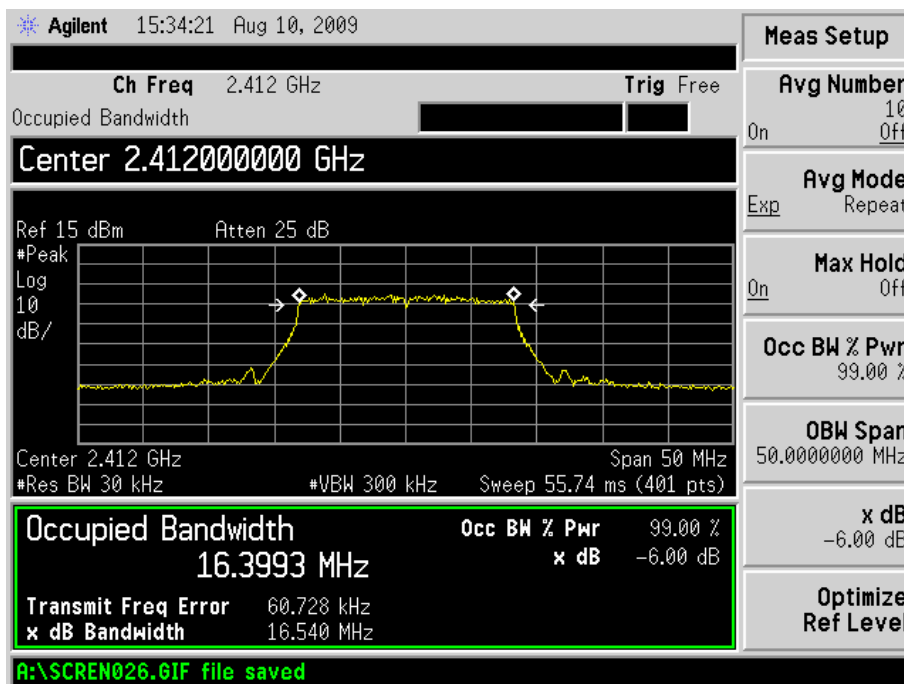 Agilent 15:34:21 Aug 10, 2009
Meas Setup
Ch Freq 2.412 GHz Trig Free
Occupied Bandwidth
Center 2.412000000 GHz
Ref 15 dBm Atten 25 dB
#Peak
Log
10
dB/
Center 2.412 GHz Span 50 MHz
#Res BW 30 kHz #VBW 300 kHz Sweep 55.74 ms (401 pts)
Occupied Bandwidth
16.3993 MHz
Occ BW % Pwr 99.00 %
x dB -6.00 dB
Transmit Freq Error 60.728 kHz
x dB Bandwidth 16.540 MHz
A:\SCREN026.GIF file saved
Avg Number
10
On Off
Avg Mode
Exp Repeat
Max Hold
On Off
Occ BW % Pwr
99.00 %
OBW Span
50.0000000 MHz
x dB
-6.00 dB
Optimize
Ref Level